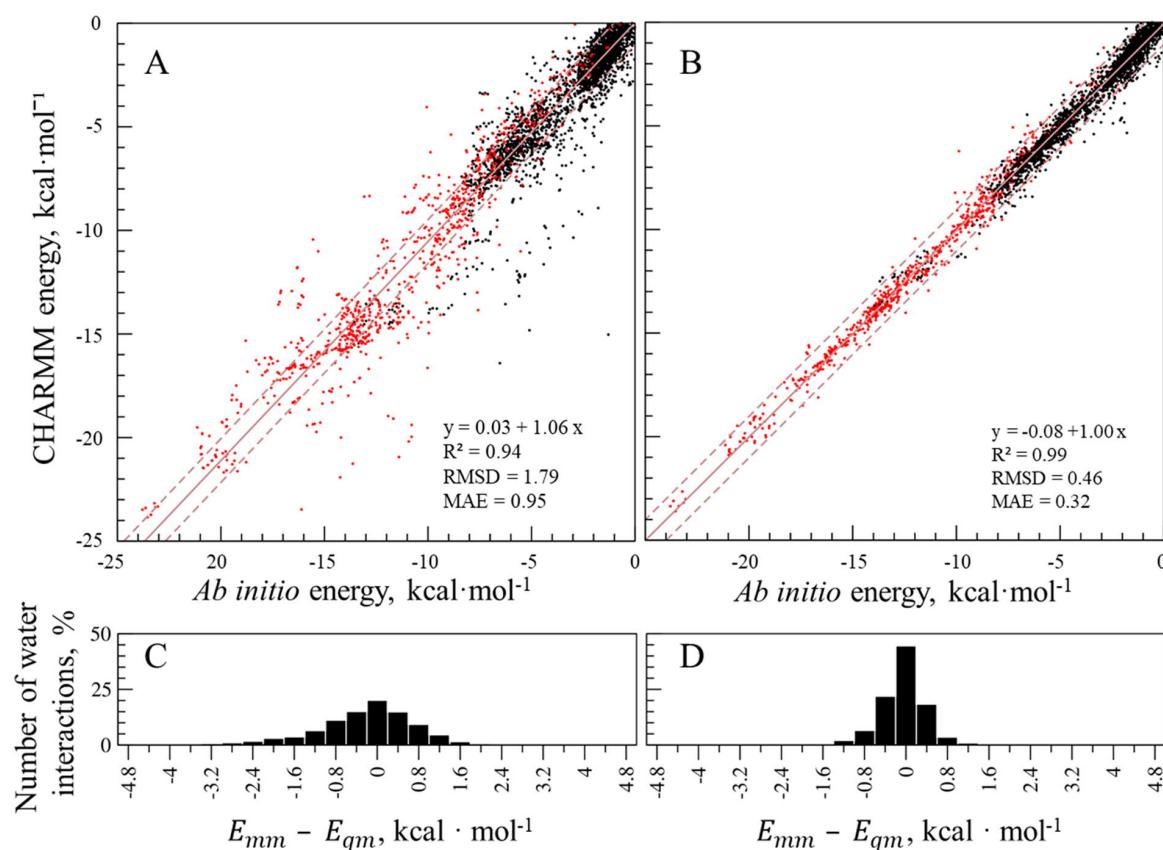 A
B
CHARMM energy, kcal·mol⁻¹
0
-5
-10
-15
-20
-25
y = 0.03 + 1.06 x
R² = 0.94
RMSD = 1.79
MAE = 0.95
y = -0.08 +1.00 x
R² = 0.99
RMSD = 0.46
MAE = 0.32
-25 -20 -15 -10 -5 0
-20 -15 -10 -5 0
Ab initio energy, kcal·mol⁻¹
Ab initio energy, kcal·mol⁻¹
Number of water
interactions, %
50
25
0
C
D
-4.8 -4 -3.2 -2.4 -1.6 -0.8 0 0.8 1.6 2.4 3.2 4 4.8
-4.8 -4 -3.2 -2.4 -1.6 -0.8 0 0.8 1.6 2.4 3.2 4 4.8
Emm − Eqm, kcal · mol⁻¹
Emm − Eqm, kcal · mol⁻¹